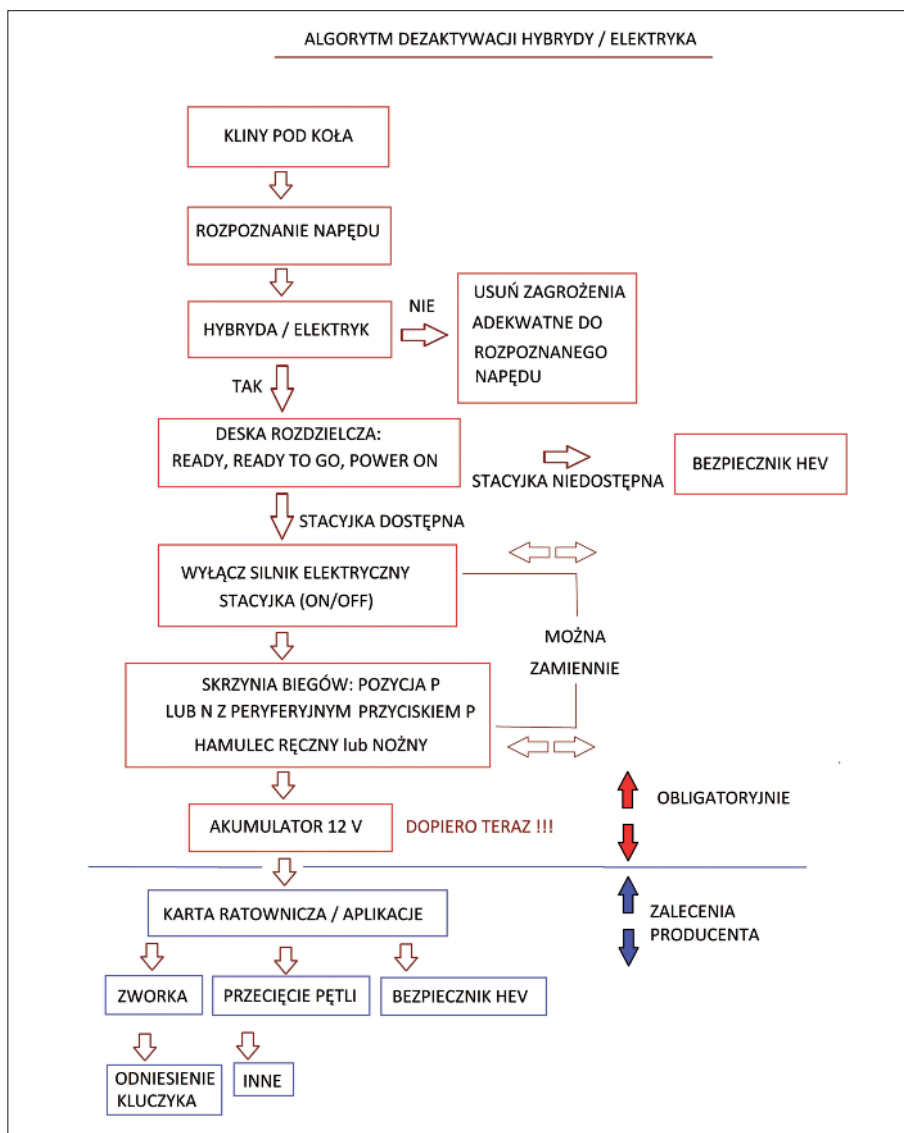 ALGORYTM DEZAKTYWACJI HYBRYDY / ELEKTRYKA
KLINY POD KOŁA
ROZPOZNANIE NAPĘDU
HYBRYDA / ELEKTRYK
NIE
USUŃ ZAGROŻENIA
ADEKWATNE DO
ROZPOZNANEGO
NAPĘDU
TAK
DESKA ROZDZIELCZA:
READY, READY TO GO, POWER ON
STACYJKA NIEDOSTĘPNA
BEZPIECZNIK HEV
STACYJKA DOSTĘPNA
WYŁĄCZ SILNIK ELEKTRYCZNY
STACYJKA (ON/OFF)
MOŻNA
ZAMIENNIE
SKRZYNIA BIEGÓW: POZYCJA P
LUB N Z PERYFERYJNYM PRZYCISKIEM P
HAMULEC RĘCZNY lub NOŻNY
OBLIGATORYJNIE
AKUMULATOR 12 V
DOPIERO TERAZ !!!
KARTA RATOWNICZA / APLIKACJE
ZALECENIA
PRODUCENTA
ZWORKA
PRZECIĘCIE PĘTLI
BEZPIECZNIK HEV
ODNIESIENIE
KLUCZYKA
INNE